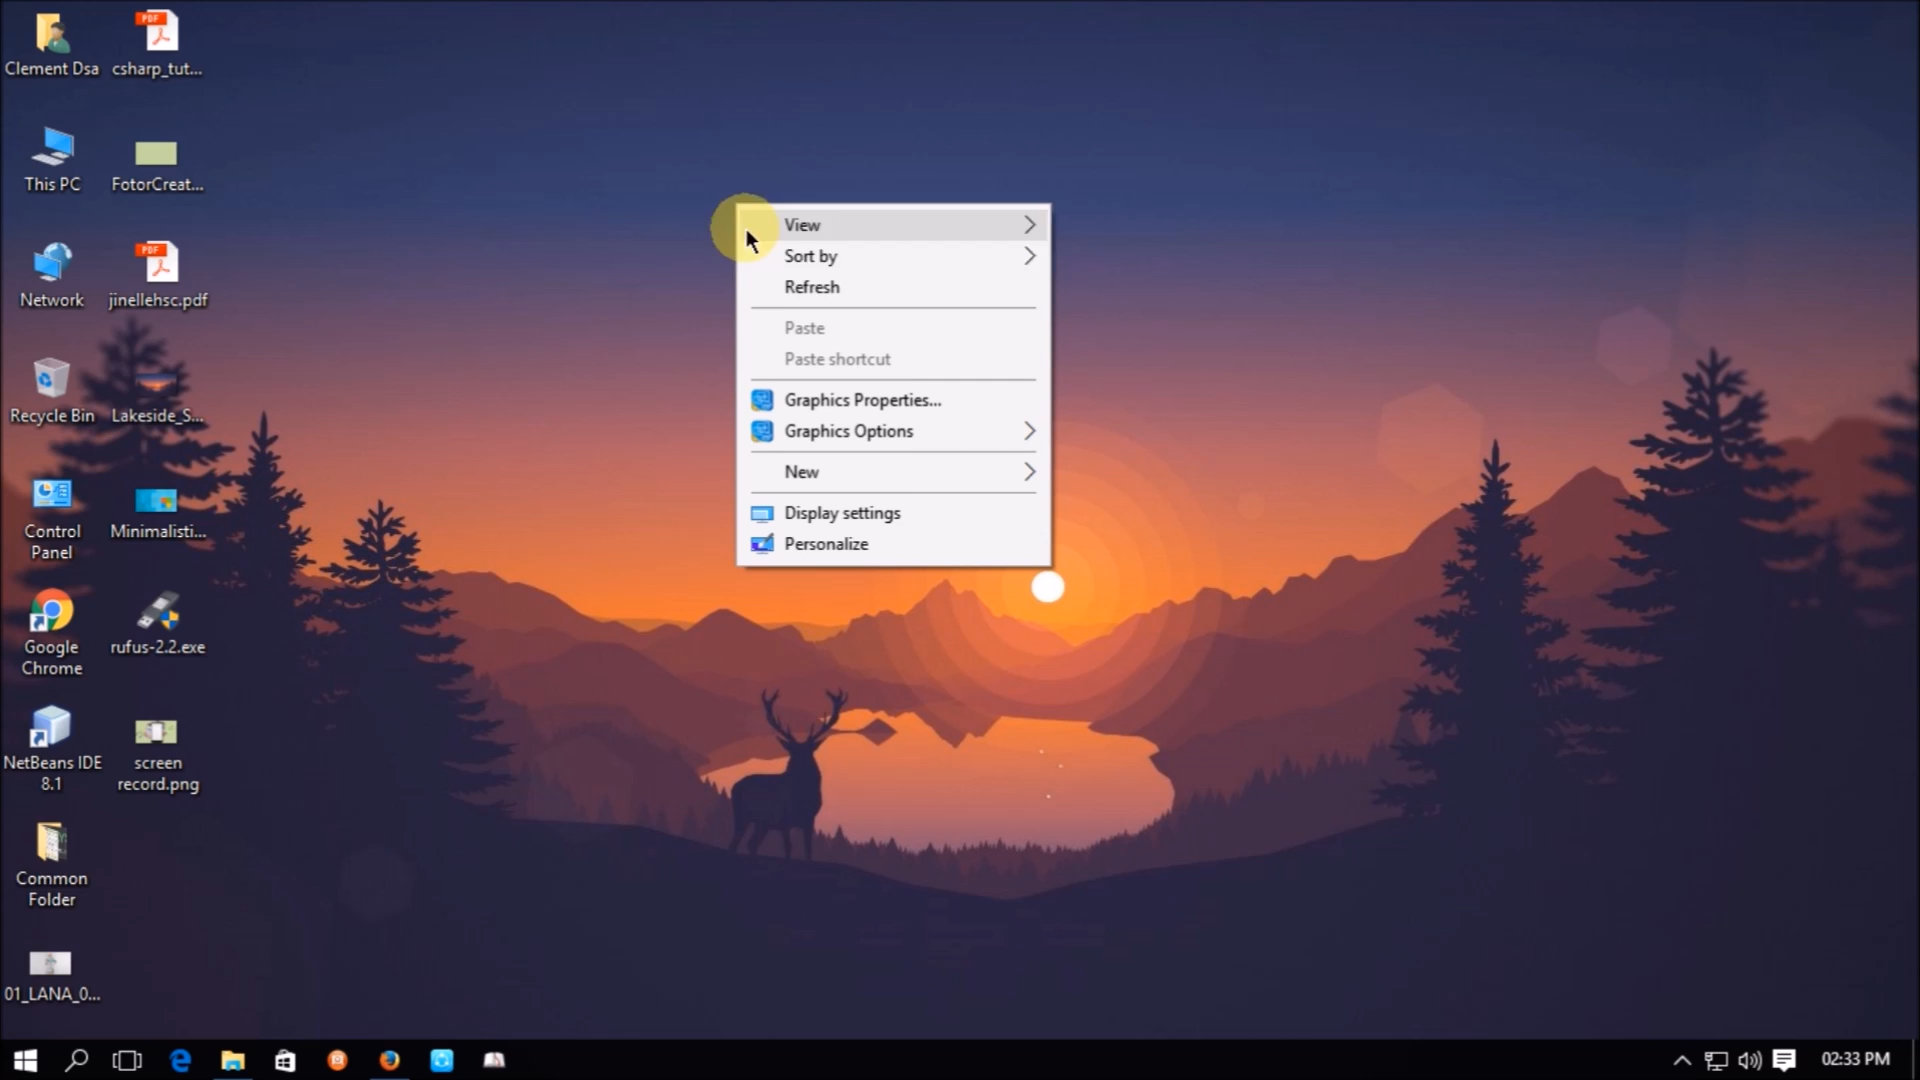 Clement Dsa
csharp_tut...
This PC
FotorCreat...
Network
PDF
jinellehsc.pdf
Recycle Bin
Lakeside_S...
Control
Panel
Minimalisti...
Google
Chrome
rufus-2.2.exe
NetBeans IDE
8.1
screen
record.png
Common
Folder
01_LANA_0...
PDF
View
Sort by
Refresh
Paste
Paste shortcut
Graphics Properties...
Graphics Options
New
Display settings
Personalize
02:33 PM